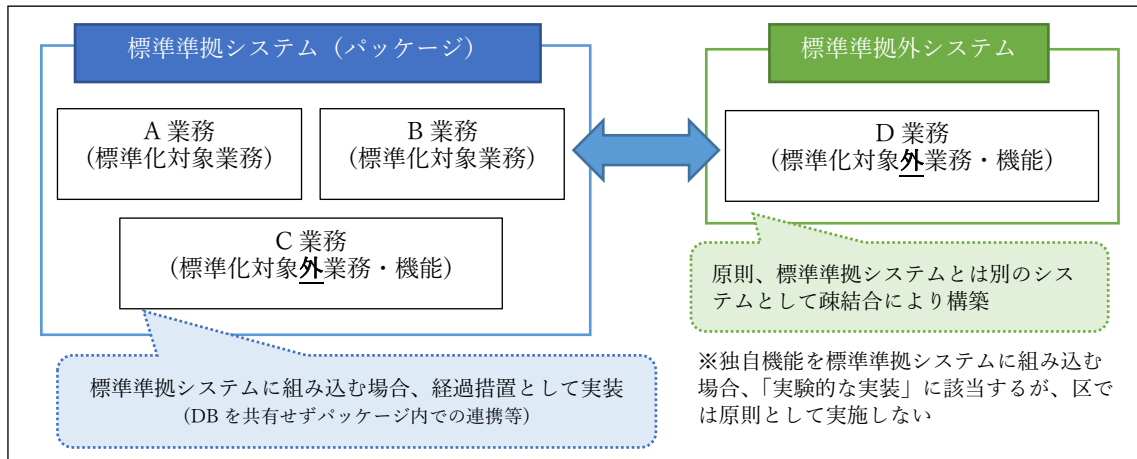 標準準拠システム（パッケージ）
A 業務
(標準化対象業務)
B 業務
(標準化対象業務)
C 業務
(標準化対象外業務・機能)
標準準拠システムに組み込む場合、経過措置として実装
（DB を共有せずパッケージ内での連携等）
標準準拠外システム
D 業務
(標準化対象外業務・機能)
原則、標準準拠システムとは別のシス
テムとして疎結合により構築
※独自機能を標準準拠システムに組み込む
場合、「実験的な実装」に該当するが、区で
は原則として実施しない